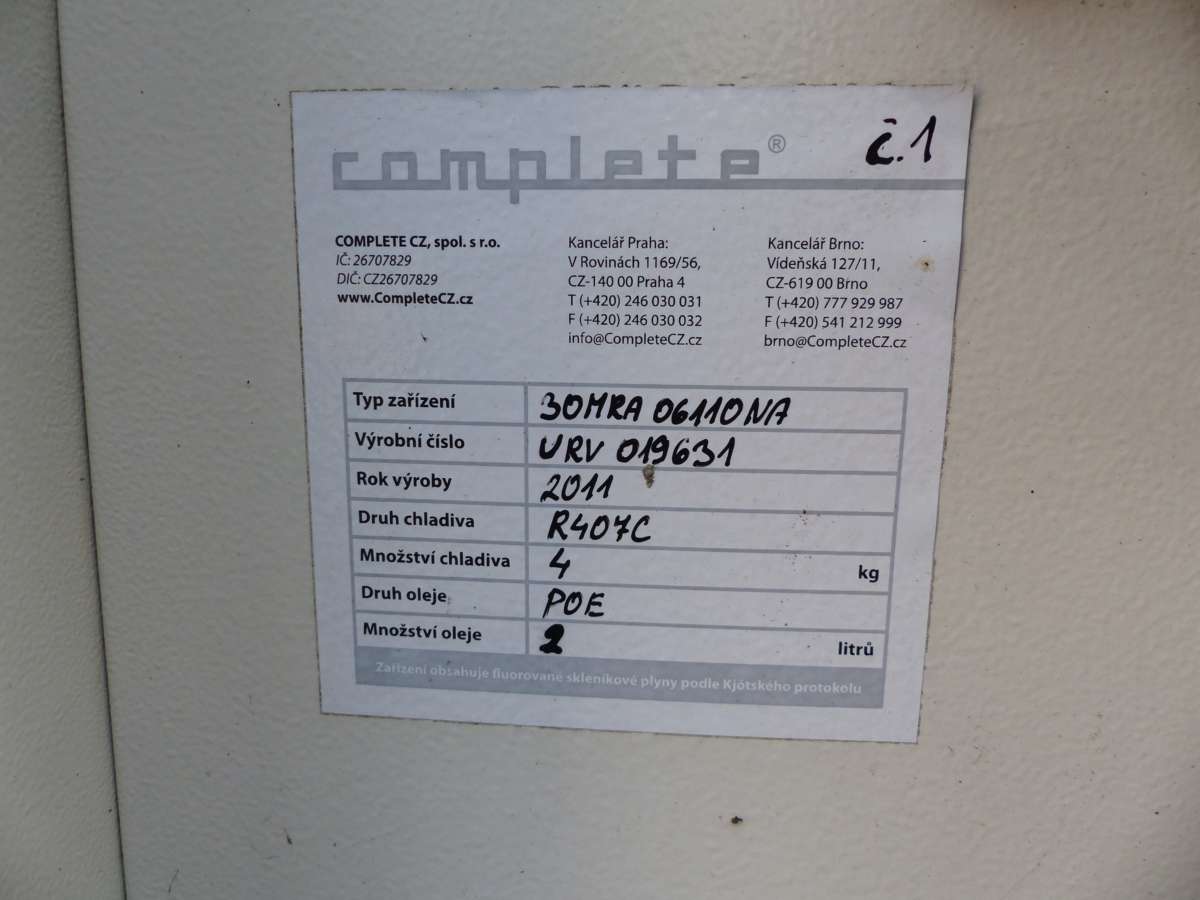 complete®
č.1
COMPLETE CZ, spol. s r.o.
IČ: 26707829
DIČ: CZ26707829
www.CompleteCZ.cz
Kancelář Praha:
V Rovinách 1169/56,
CZ-140 00 Praha 4
T (+420) 246 030 031
F (+420) 246 030 032
info@CompleteCZ.cz
Kancelář Brno:
Vídeňská 127/11,
CZ-619 00 Brno
T (+420) 777 929 987
F (+420) 541 212 999
brno@CompleteCZ.cz
Typ zařízení 30MRA 06110NA
Výrobní číslo URV 019631
Rok výroby 2011
Druh chladiva R407C
Množství chladiva 4 kg
Druh oleje POE
Množství oleje 2 litrů
Zařízení obsahuje fluorované skleníkové plyny podle Kjótského protokolu